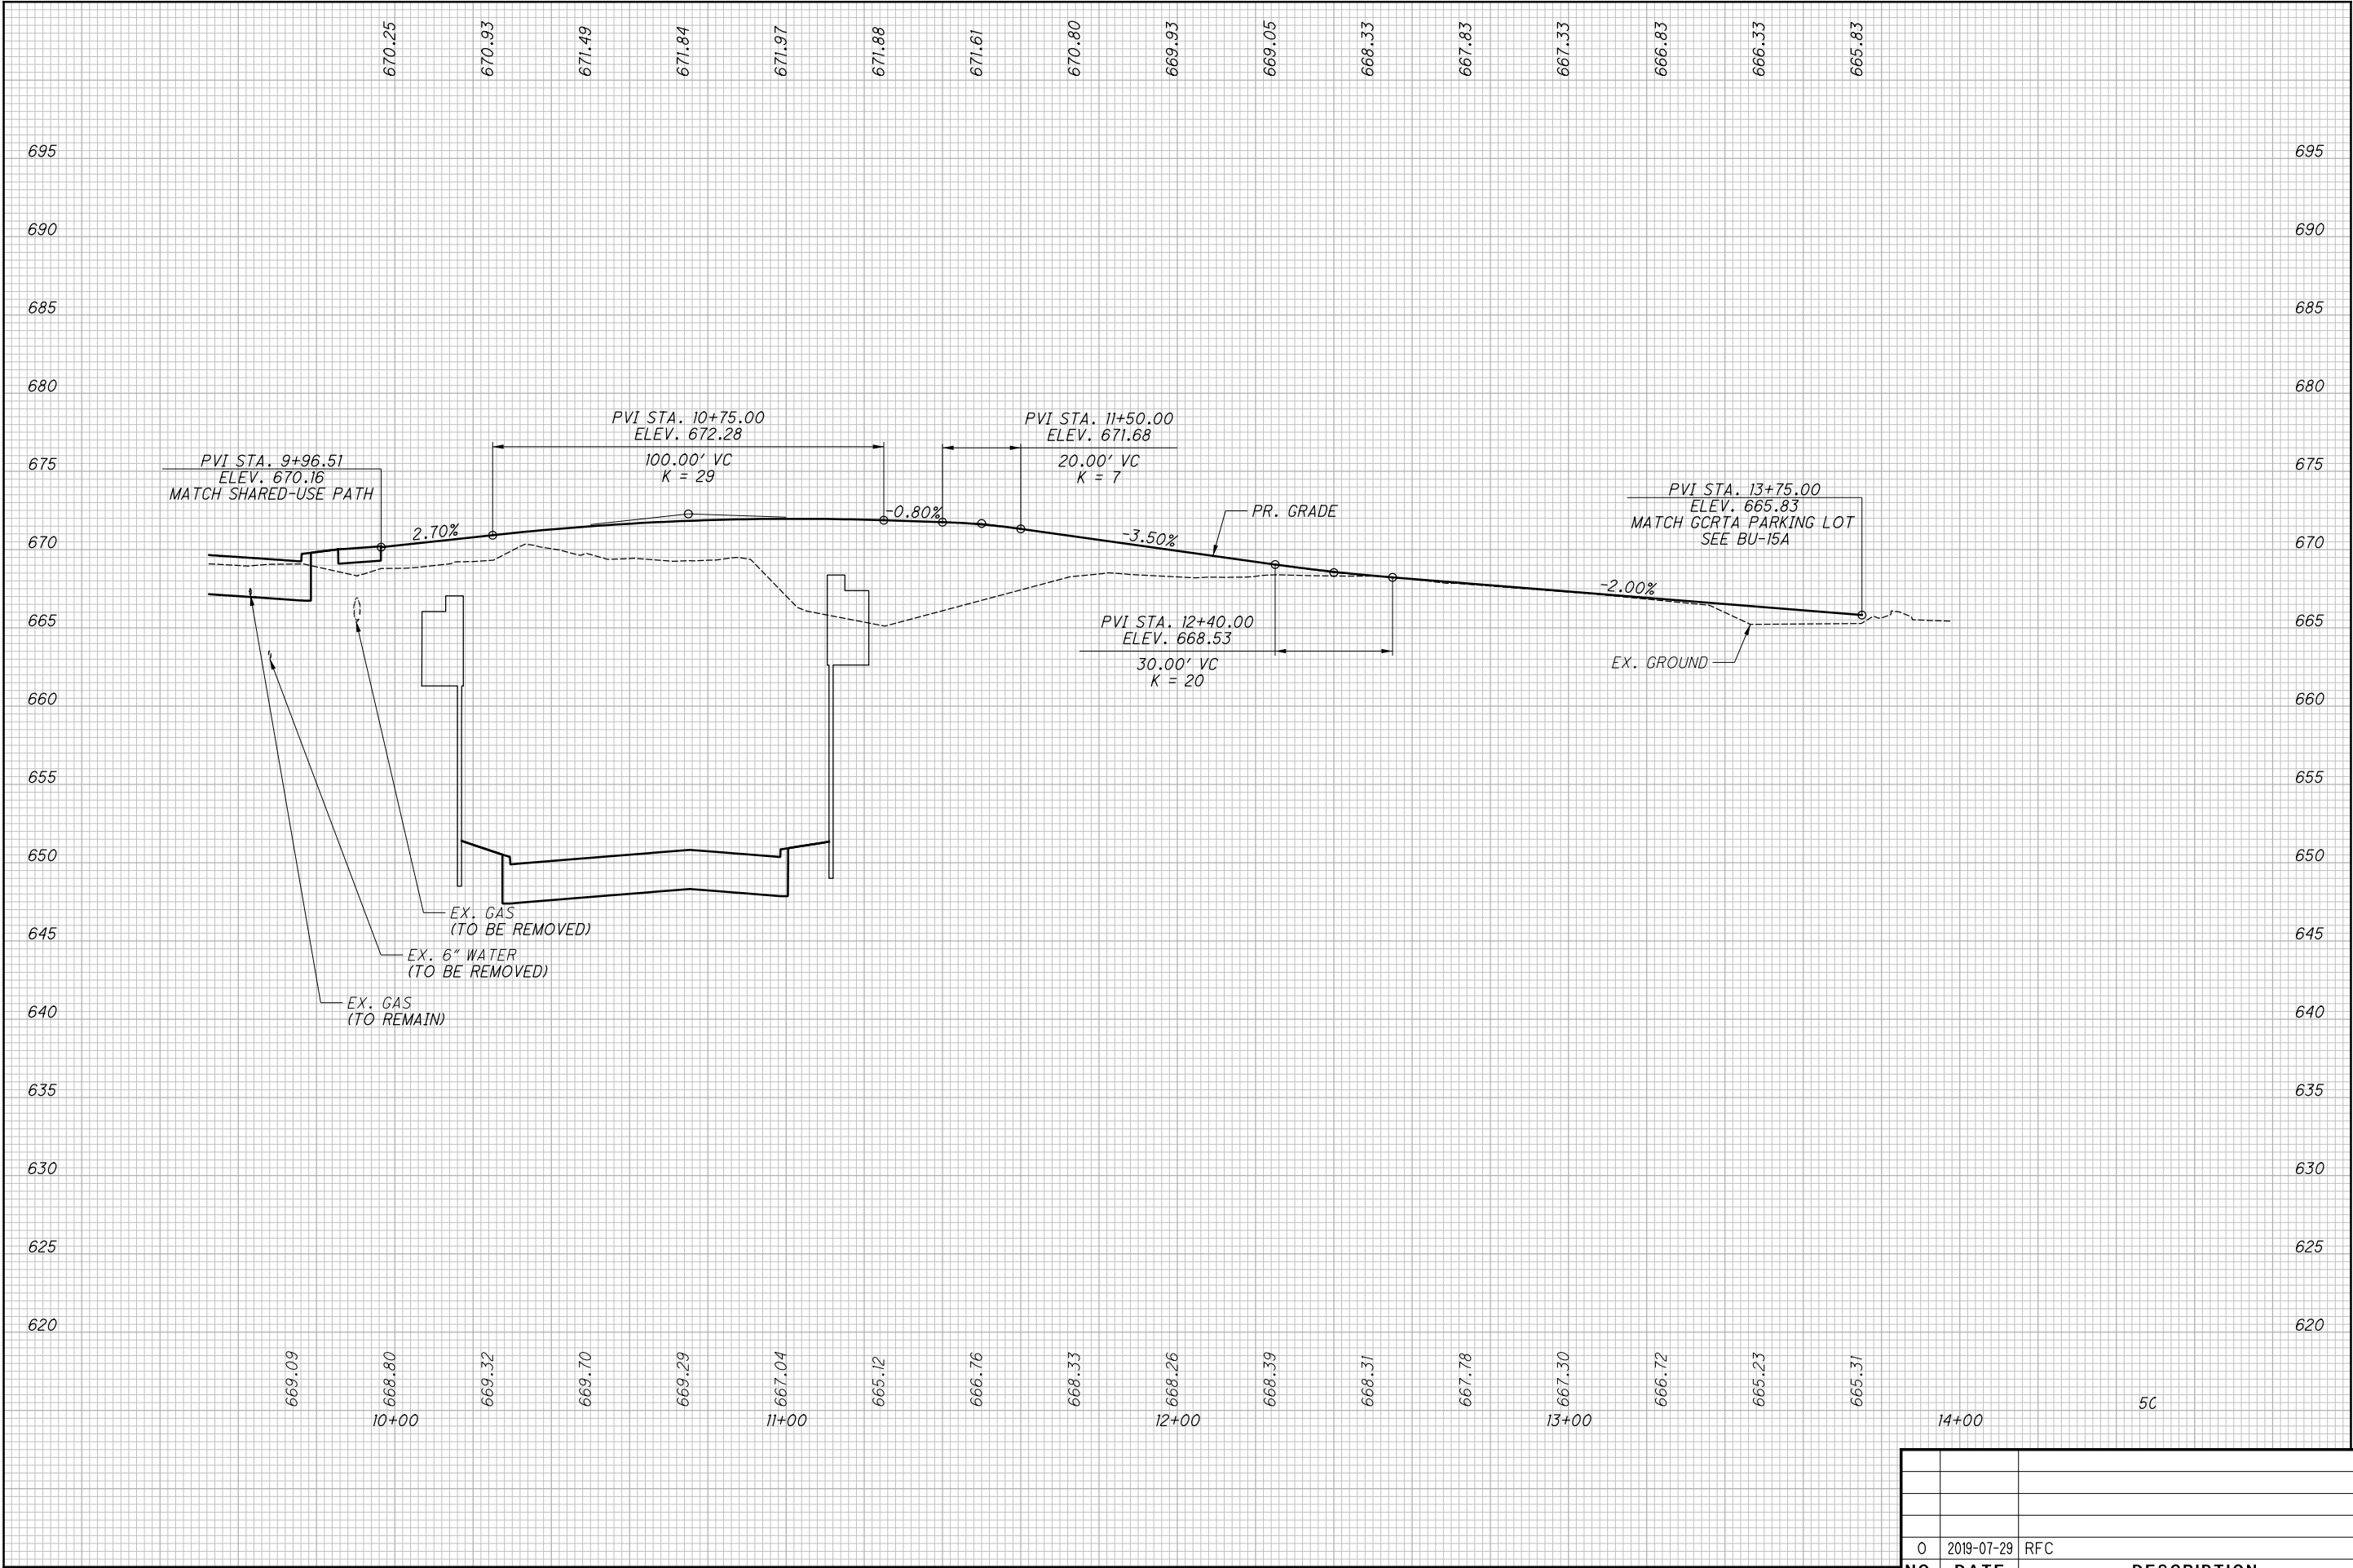 670.25 670.93 671.49 671.84 671.97 671.88 671.61 670.80 669.93 669.05 668.33 667.83 667.33 666.83 666.33 665.83
695 695
690 690
685 685
680 680
PVI STA. 10+75.00
ELEV. 672.28
100.00' VC
K = 29
PVI STA. 11+50.00
ELEV. 671.68
20.00' VC
K = 7
675 675
PVI STA. 9+96.51
ELEV. 670.16
MATCH SHARED-USE PATH
PVI STA. 13+75.00
ELEV. 665.83
MATCH GCRTA PARKING LOT
SEE BU-15A
2.70%
-0.80%
PR. GRADE
-3.50%
670 670
-2.00%
665 665
PVI STA. 12+40.00
ELEV. 668.53
30.00' VC
K = 20
EX. GROUND
660 660
655 655
650 650
EX. GAS
(TO BE REMOVED)
645 645
EX. 6" WATER
(TO BE REMOVED)
EX. GAS
(TO REMAIN)
640 640
635 635
630 630
625 625
620 620
669.09 668.80 669.32 669.70 669.29 667.04 665.12 666.76 668.33 668.26 668.39 668.31 667.78 667.30 666.72 665.23 665.31
10+00 11+00 12+00 13+00 14+00
0 2019-07-29 RFC
NO DATE DESCRIPTION